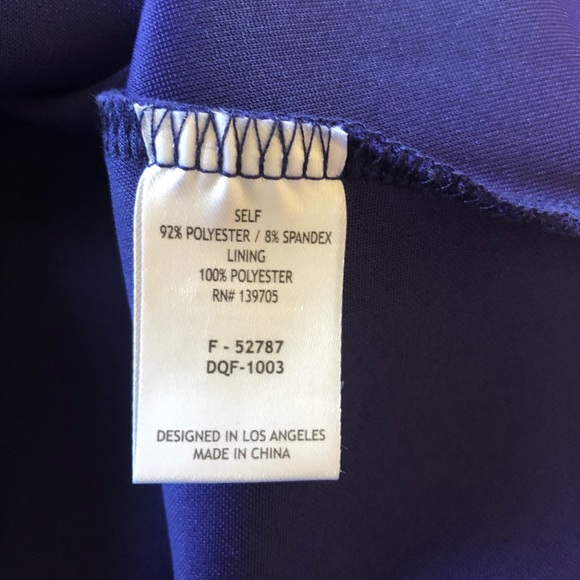 SELF
92% POLYESTER / 8% SPANDEX
LINING
100% POLYESTER
RN# 139705
F - 52787
DQF-1003
DESIGNED IN LOS ANGELES
MADE IN CHINA